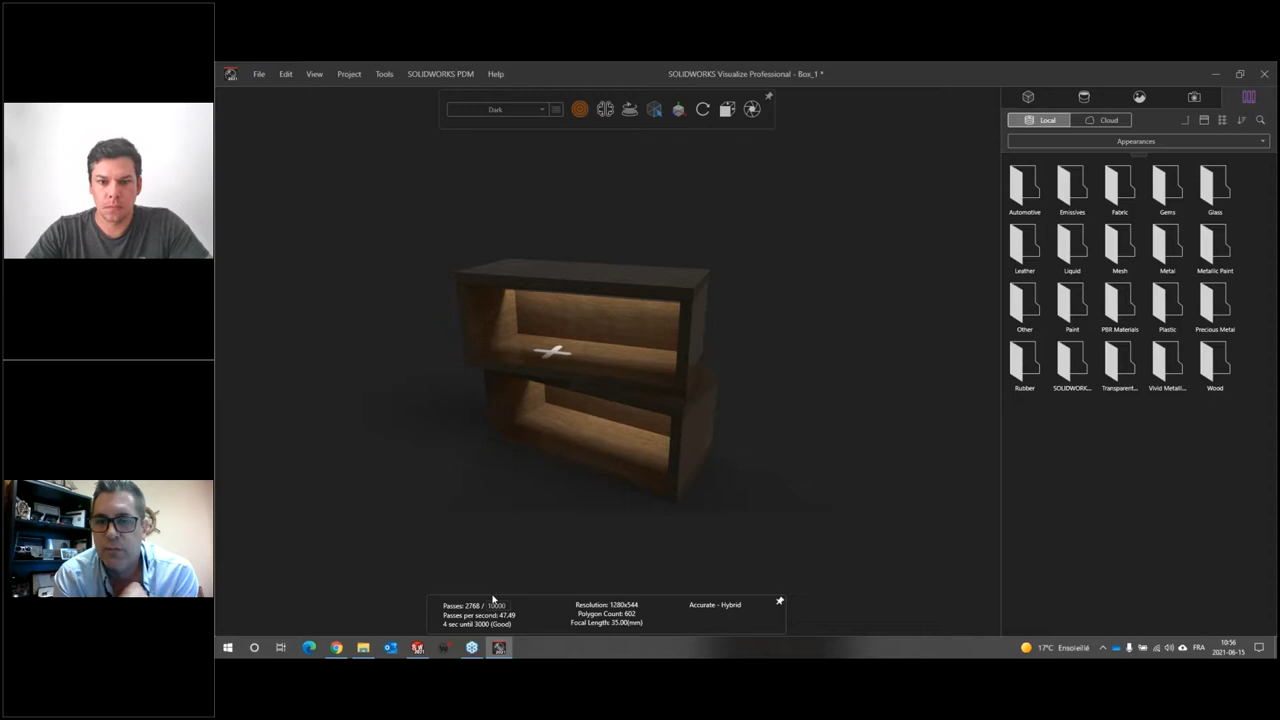 File Edit View Project Tools SOLIDWORKS PDM Help
SOLIDWORKS Visualize Professional - Box_1 *
Dark
Local Cloud
Appearances
Automotive Emissives Fabric Gems Glass
Leather Liquid Mesh Metal Metallic Paint
Other Paint PBR Materials Plastic Precious Metal
Rubber SOLIDWORK... Transparent... Vivid Metalli... Wood
Passes: 2768 / 10000
Passes per second: 47.49
4 sec until 3000 (Good)
Resolution: 1280x544
Polygon Count: 602
Focal Length: 35.00(mm)
Accurate - Hybrid
17°C Ensoleillé
FRA
10:56
2021-06-15